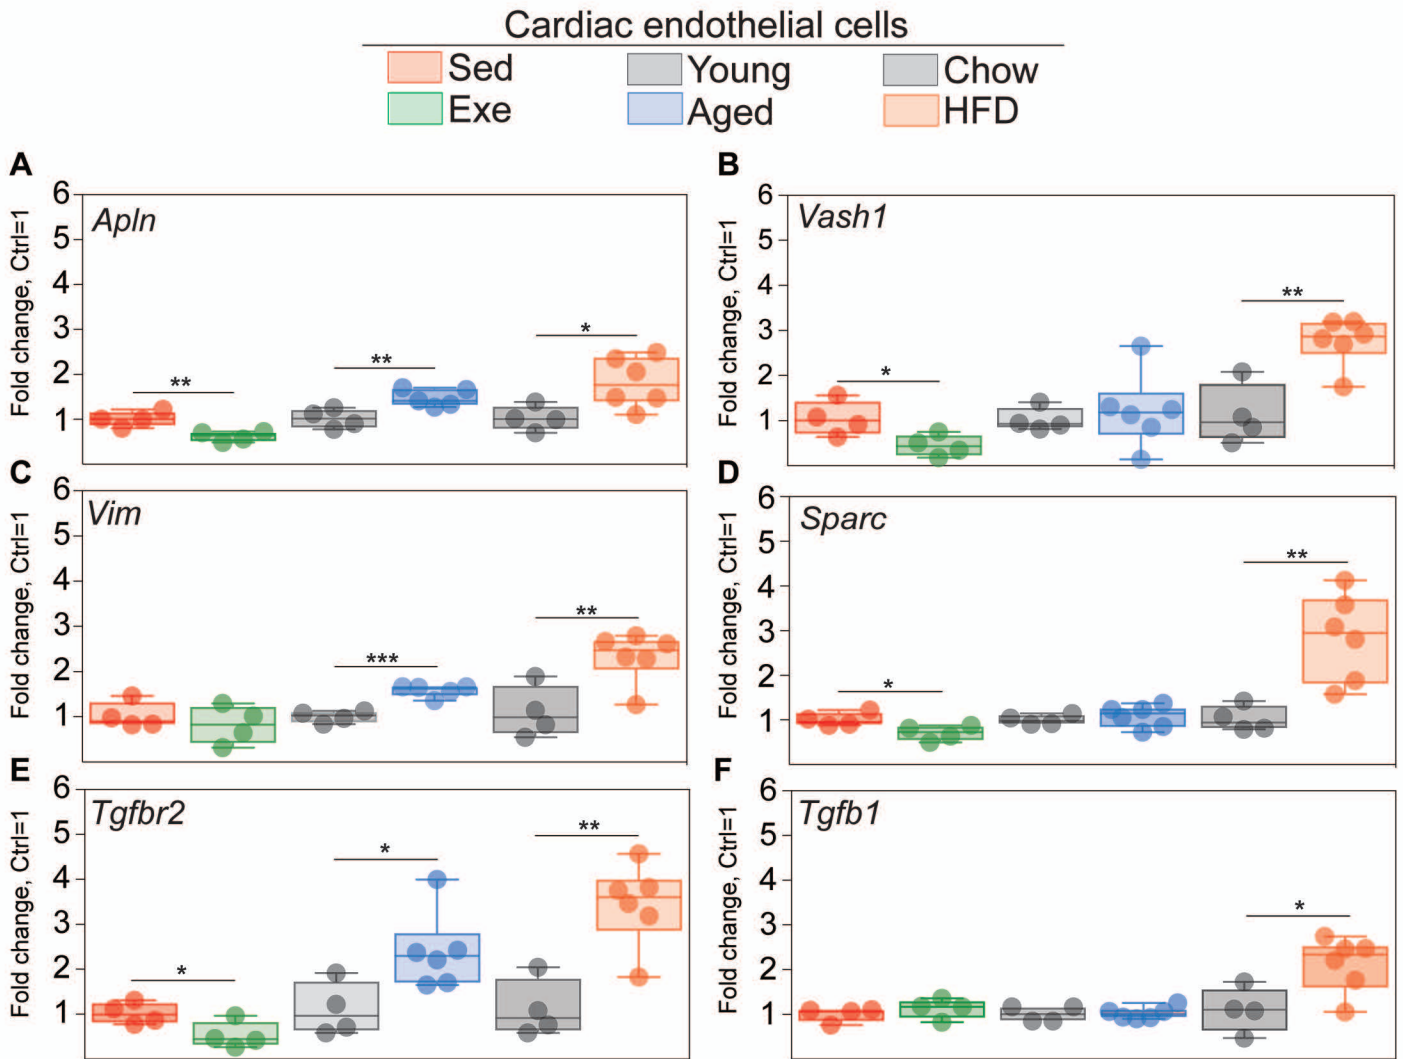 Cardiac endothelial cells
Sed Young Chow
Exe Aged HFD
A
Fold change, Ctrl=1
6
5
4
3
2
1
Apln
**
**
*
B
Fold change, Ctrl=1
6
5
4
3
2
1
Vash1
*
**
C
Fold change, Ctrl=1
6
5
4
3
2
1
Vim
***
**
D
Fold change, Ctrl=1
6
5
4
3
2
1
Sparc
*
**
E
Fold change, Ctrl=1
6
5
4
3
2
1
Tgfbr2
*
*
**
F
Fold change, Ctrl=1
6
5
4
3
2
1
Tgfb1
*